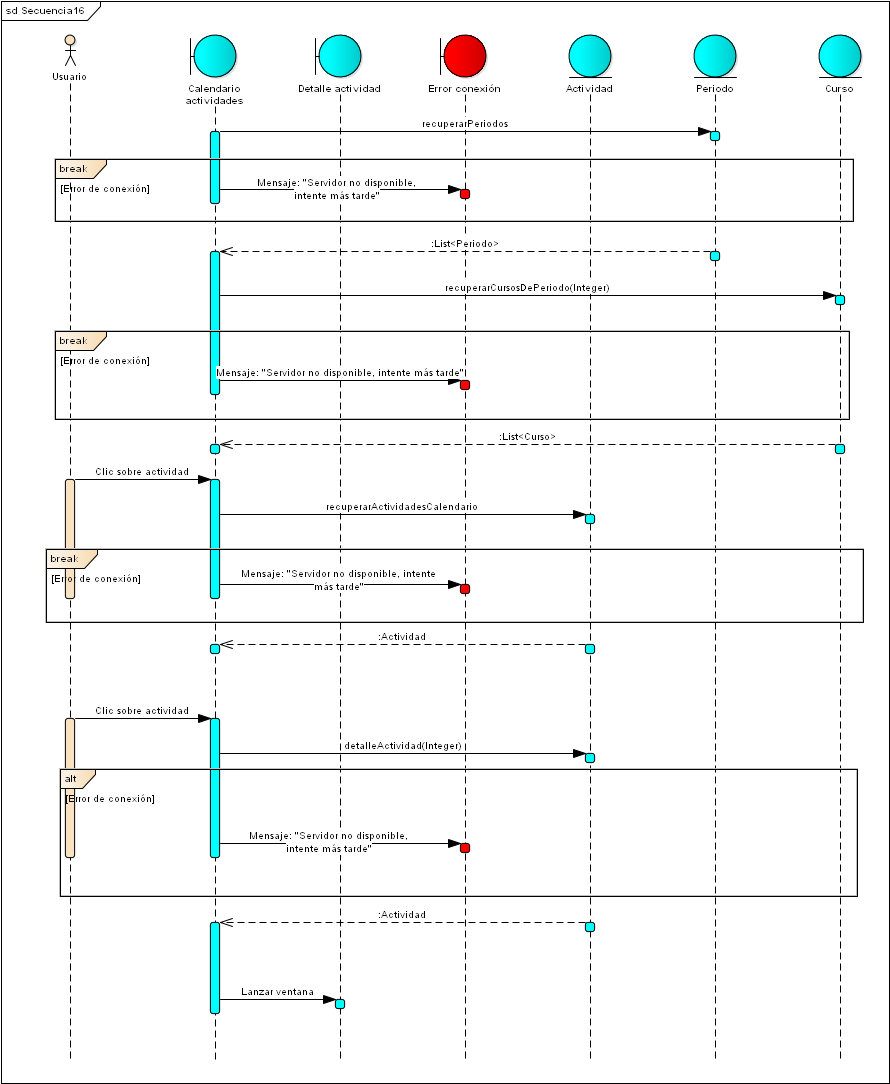 sd Secuencia16
Usuario
Calendario
actividades
Detalle actividad
Error conexión
Actividad
Periodo
Curso
recuperarPeriodos
break
[Error de conexión]
Mensaje: "Servidor no disponible,
intente más tarde"
:List<Periodo>
recuperarCursosDePeriodo(Integer)
break
[Error de conexión]
Mensaje: "Servidor no disponible, intente más tarde"
:List<Curso>
Clic sobre actividad
recuperarActividadesCalendario
break
[Error de conexión]
Mensaje: "Servidor no disponible, intente
más tarde"
:Actividad
Clic sobre actividad
detalleActividad(Integer)
alt
[Error de conexión]
Mensaje: "Servidor no disponible,
intente más tarde"
:Actividad
Lanzar ventana